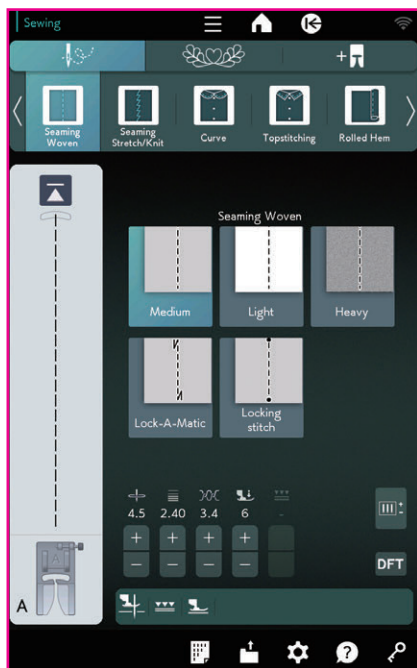 Sewing
Seaming
Woven
Seaming
Stretch/Knit
Curve
Topstitching
Rolled Hem
Seaming Woven
Medium
Light
Heavy
Lock-A-Matic
Locking
stitch
4.5 2.40 3.4 6 -
+ + + +
− − − −
DFT
A